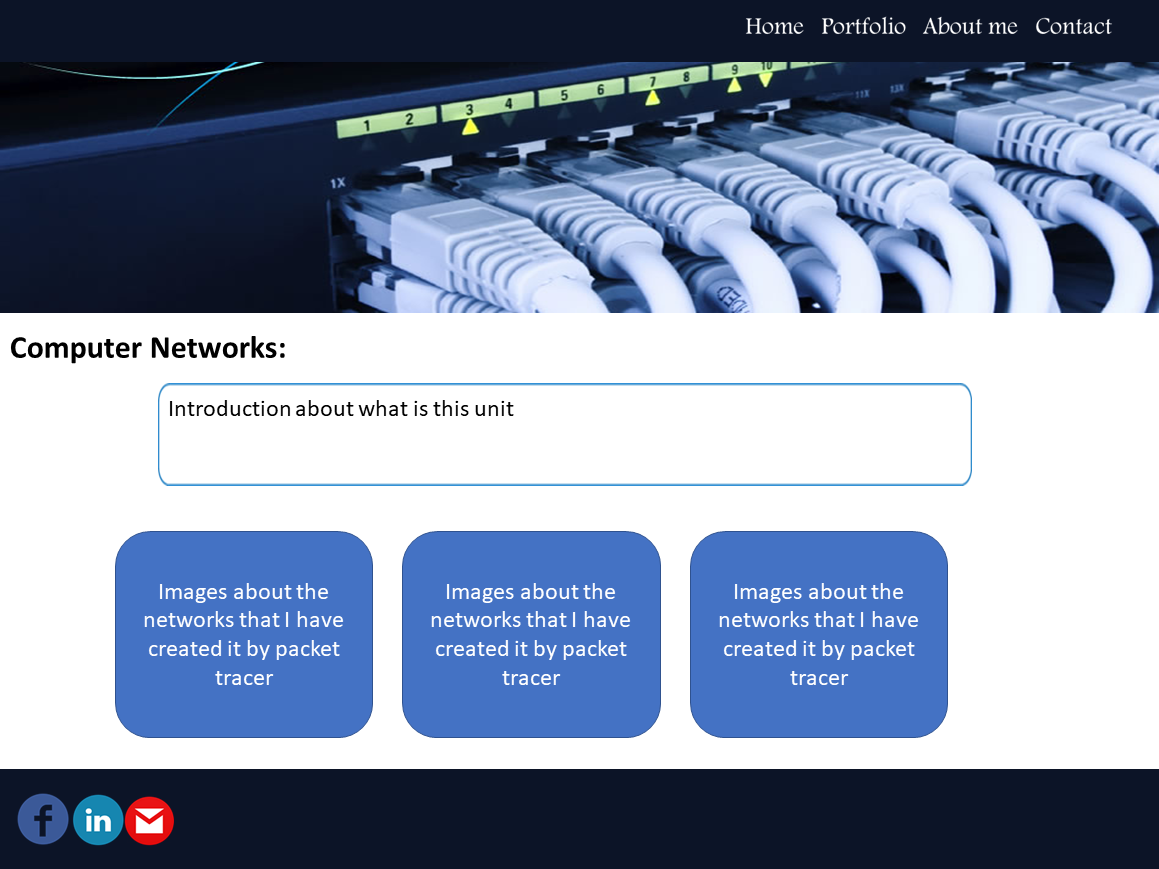 Home Portfolio About me Contact
1 2 3 4 5 6 7 8 9 10
1X 11X 13X
Computer Networks:
Introduction about what is this unit
Images about the
networks that I have
created it by packet
tracer
Images about the
networks that I have
created it by packet
tracer
Images about the
networks that I have
created it by packet
tracer
f in